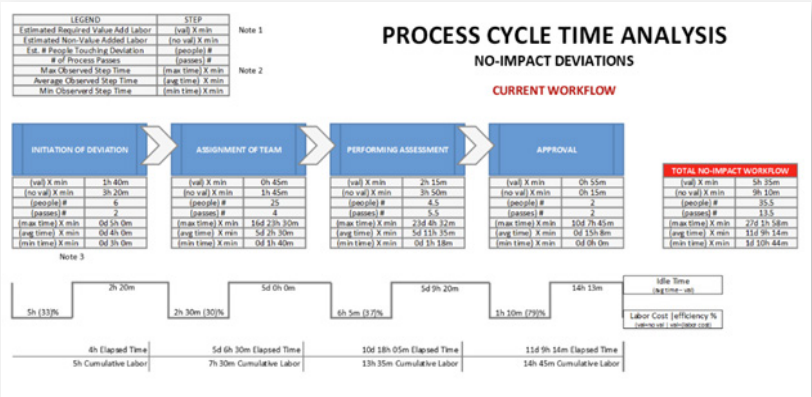 PROCESS CYCLE TIME ANALYSIS
NO-IMPACT DEVIATIONS
CURRENT WORKFLOW
LEGEND STEP
Estimated Required Value Add Labor (val) X min Note 1
Estimated Non-Value Added Labor (no val) X min
Est. # People Touching Deviation (people) #
# of Process Passes (passes) #
Max Observed Step Time (max time) X min Note 2
Average Observed Step Time (avg time) X min
Min Observerd Step Time (min time) X min
INITIATION OF DEVIATION
(val) X min 1h 40m
(no val) X min 3h 20m
(people) # 6
(passes) # 2
(max time) X min 0d 5h 0m
(avg time) X min 0d 4h 0m
(min time) X min 0d 3h 0m
Note 3
ASSIGNMENT OF TEAM
(val) X min 0h 45m
(no val) X min 1h 45m
(people) # 25
(passes) # 4
(max time) X min 16d 23h 30m
(avg time) X min 5d 2h 30m
(min time) X min 0d 1h 40m
PERFORMING ASSESSMENT
(val) X min 2h 15m
(no val) X min 3h 50m
(people) # 4.5
(passes) # 5.5
(max time) X min 23d 4h 32m
(avg time) X min 5d 11h 35m
(min time) X min 0d 1h 18m
APPROVAL
(val) X min 0h 55m
(no val) X min 0h 15m
(people) # 2
(passes) # 2
(max time) X min 10d 7h 45m
(avg time) X min 0d 15h 8m
(min time) X min 0d 0h 0m
TOTAL NO-IMPACT WORKFLOW
(val) X min 5h 35m
(no val) X min 9h 10m
(people) # 35.5
(passes) # 13.5
(max time) X min 27d 1h 58m
(avg time) X min 11d 9h 14m
(min time) X min 1d 10h 44m
5h (33)%
2h 20m
2h 30m (30)%
5d 0h 0m
6h 5m (37)%
5d 9h 20m
1h 10m (79)%
14h 13m
Idle Time
(avg time - val)
Labor Cost |efficiency %
4h Elapsed Time
5h Cumulative Labor
5d 6h 30m Elapsed Time
7h 30m Cumulative Labor
10d 18h 05m Elapsed Time
13h 35m Cumulative Labor
11d 9h 14m Elapsed Time
14h 45m Cumulative Labor